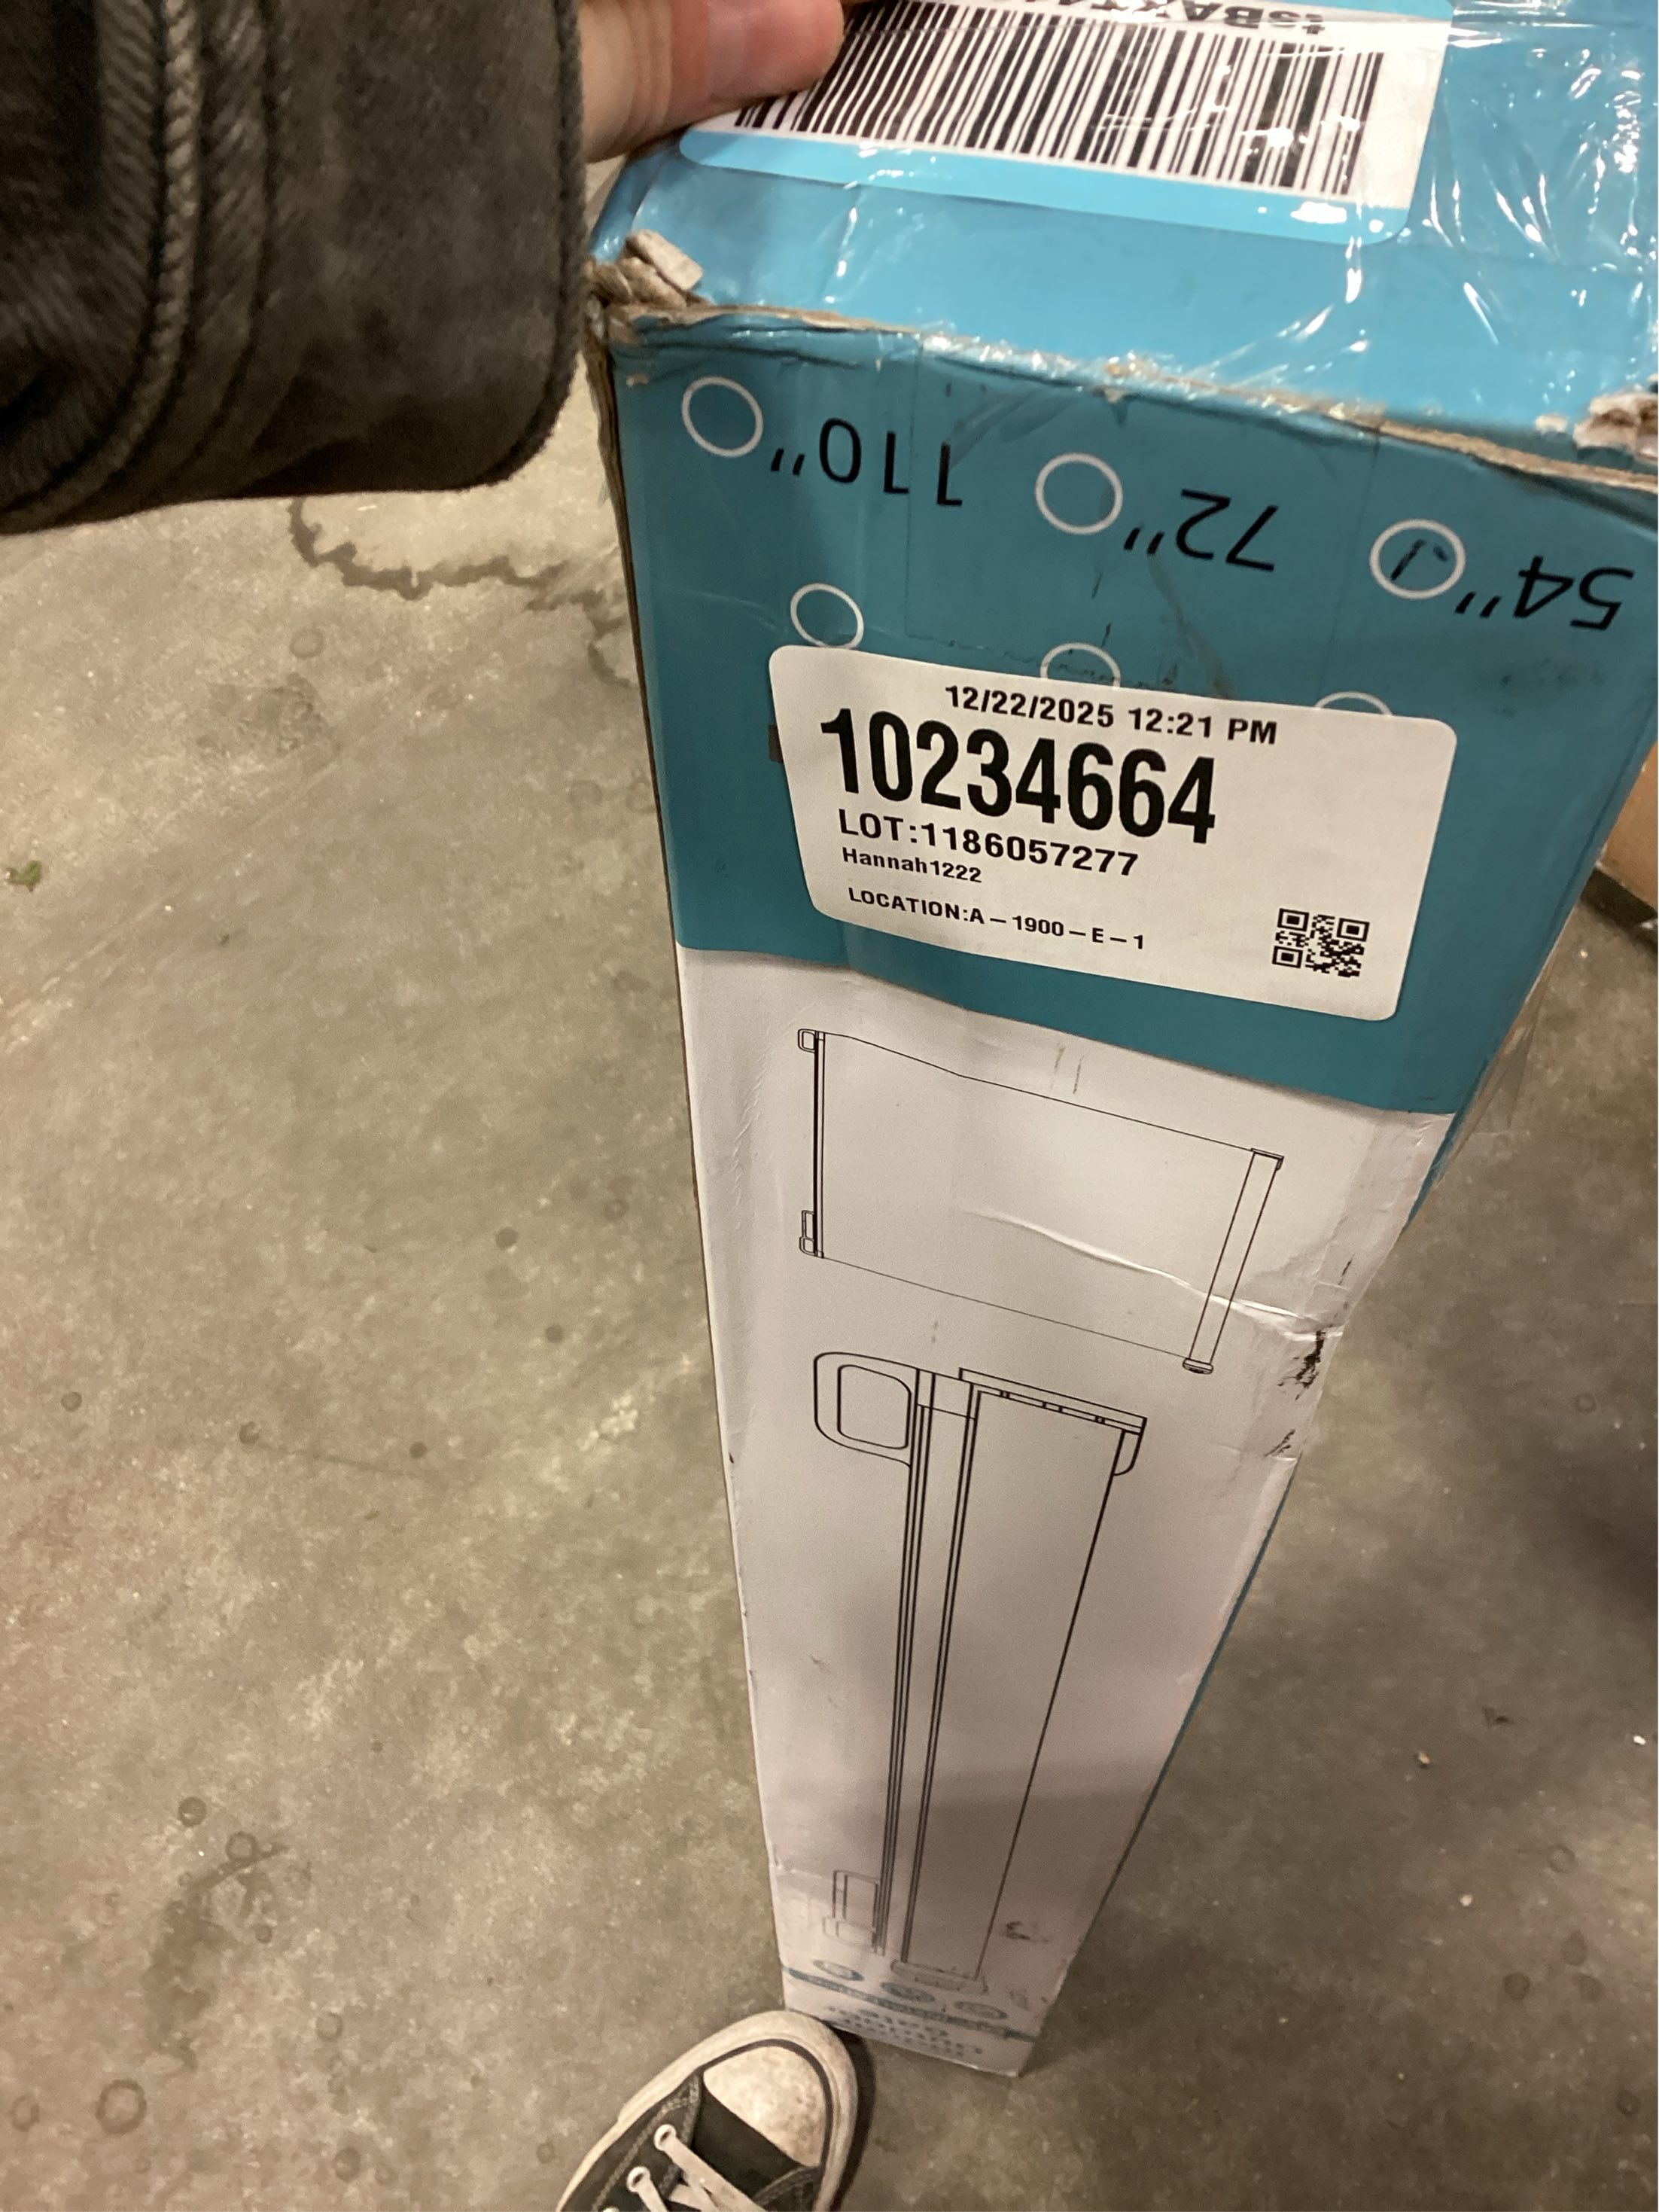 110"
72"
54"
12/22/2025 12:21 PM
10234664
LOT:1186057277
Hannah1222
LOCATION:A–1900–E–1